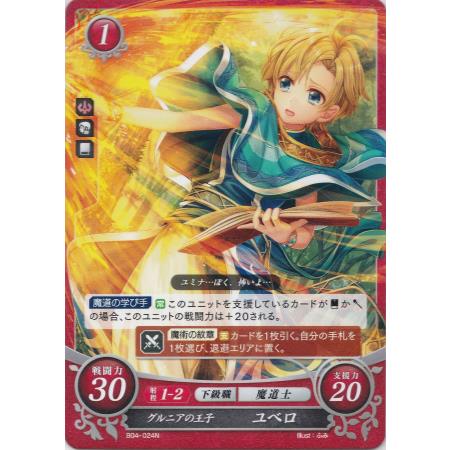 1
ユミナ…ぼく、怖いよ…
魔道の学び手 常 このユニットを支援しているカードが か
の場合、このユニットの戦闘力は+20される。
魔術の紋章 支 カードを1枚引く。自分の手札を
1枚選び、退避エリアに置く。
戦闘力 30
射程 1-2 下級職 魔道士
支援力 20
グルニアの王子 ユベロ
B04-024N
Illust:ふみ